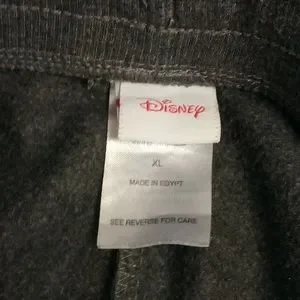 Disney
XL
MADE IN EGYPT
SEE REVERSE FOR CARE